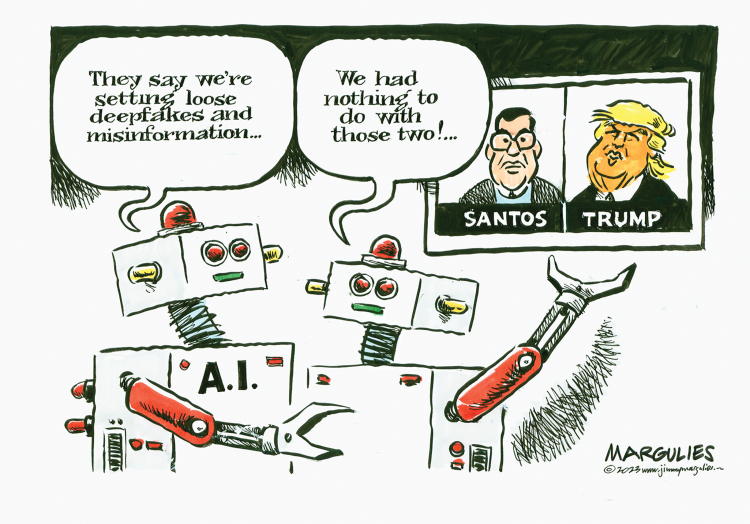 They say we're
setting loose
deepfakes and
misinformation...
We had
nothing to
do with
those two!...
SANTOS
TRUMP
A.I.
MARGULIES
©2023 www.jimmymargulies.